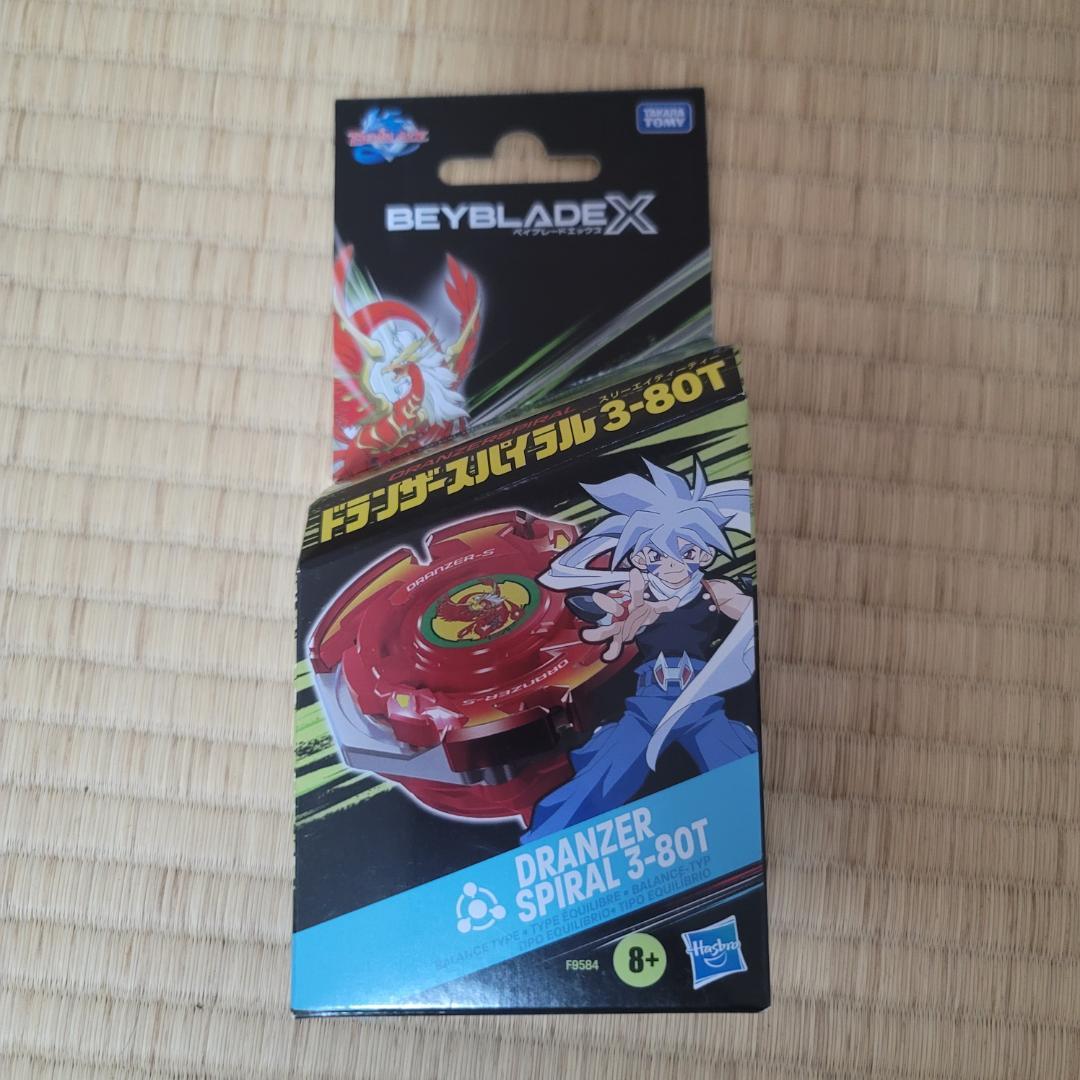 BEYBLADE
TAKARA
TOMY
BEYBLADE X
ベイブレードエックス
DRANZERSPIRAL
スリーエイティーティー
ドランザースパイラル 3-80T
DRANZER-S
DRANZER-S
DRANZER
SPIRAL 3-80T
BALANCE TYPE • TYPE ÉQUILIBRE • BALANCE-TYP
TIPO EQUILIBRIO • TIPO EQUILÍBRIO
F9584
8+
Hasbro